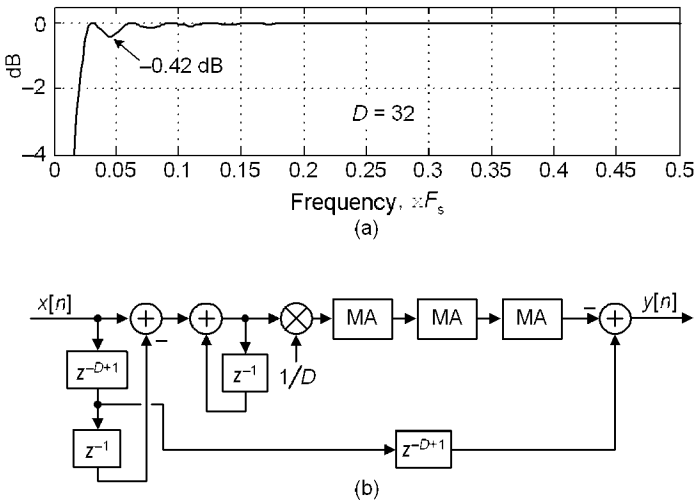 0
−2
−4
dB
−0.42 dB
D = 32
0 0.05 0.1 0.15 0.2 0.25 0.3 0.35 0.4 0.45 0.5
Frequency, xFs
(a)
x[n] + − + × MA MA MA − + y[n]
z−D+1 z−1 1/D
z−1 z−D+1
(b)